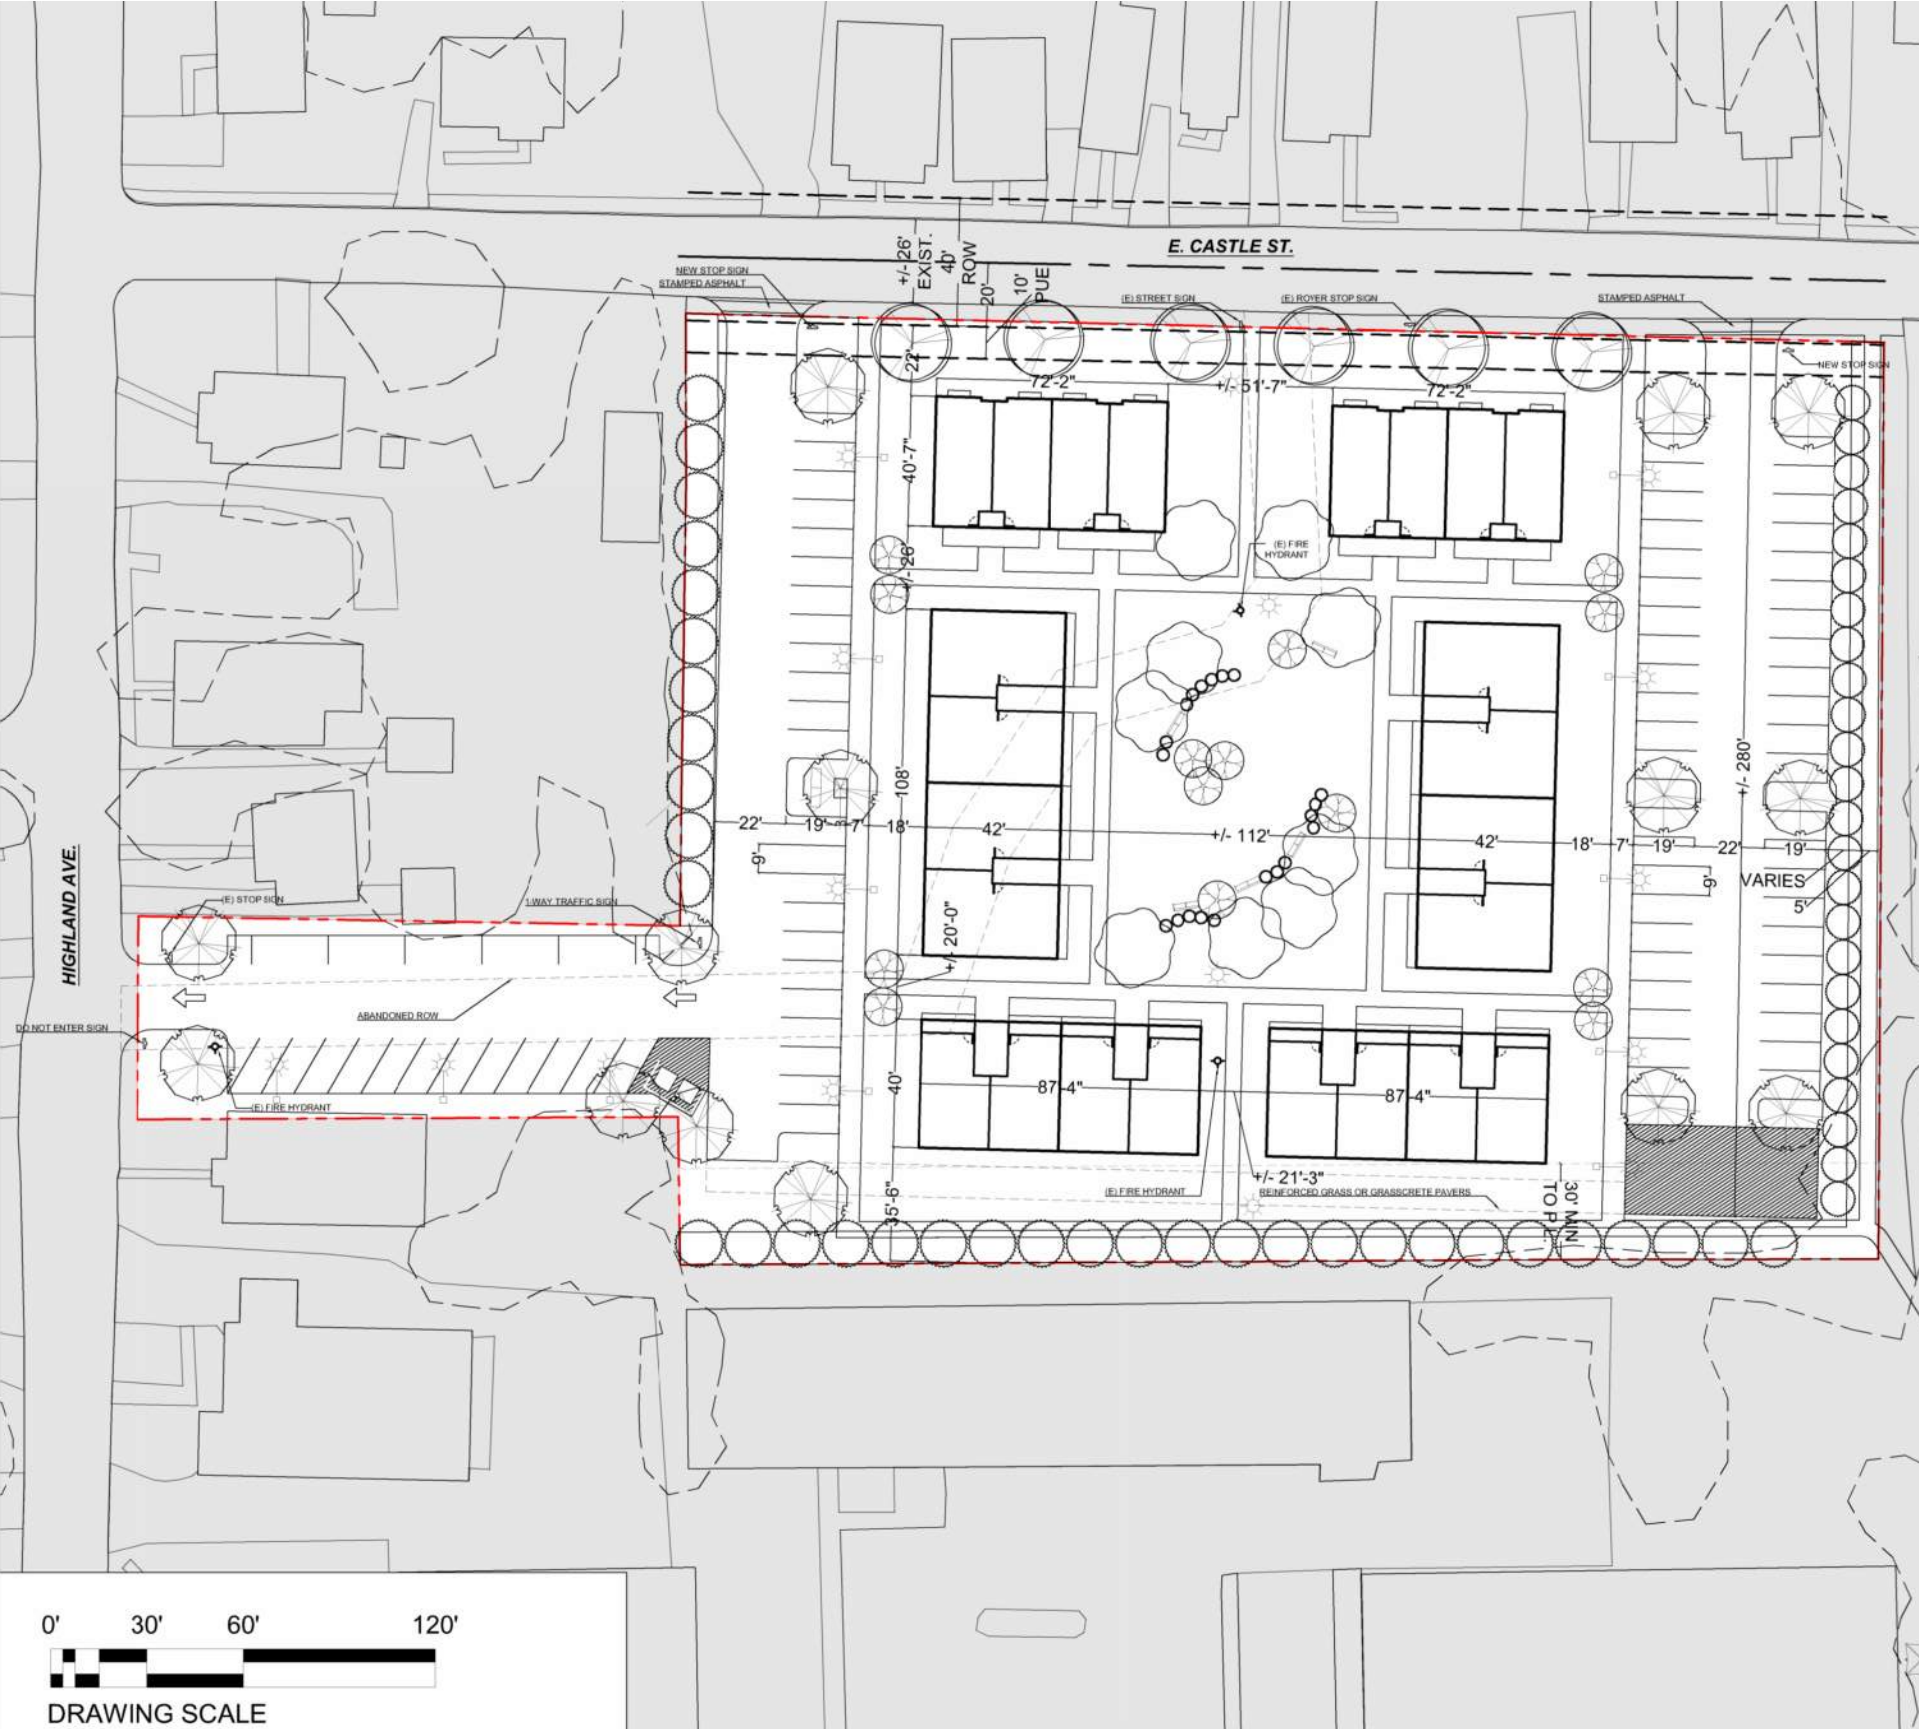 E. CASTLE ST.
+/- 26'
EXIST.
40'
ROW
20'
10'
PUE
NEW STOP SIGN
STAMPED ASPHALT
(E) STREET SIGN
(E) ROYER STOP SIGN
STAMPED ASPHALT
NEW STOP SIGN
22'
72'-2"
+/- 51'-7"
72'-2"
40'-7"
+/- 26'
(E) FIRE
HYDRANT
108'
+/- 280'
22'
19'
7'
18'
42'
+/- 112'
42'
18'
7'
19'
22'
19'
9'
9'
VARIES
5'
HIGHLAND AVE.
(E) STOP SIGN
1-WAY TRAFFIC SIGN
+/- 20'-0"
ABANDONED ROW
DO NOT ENTER SIGN
(E) FIRE HYDRANT
40'
87'-4"
87'-4"
+/- 21'-3"
(E) FIRE HYDRANT
REINFORCED GRASS OR GRASSCRETE PAVERS
35'-6"
30' MIN.
TO P.L.
0' 30' 60' 120'
DRAWING SCALE